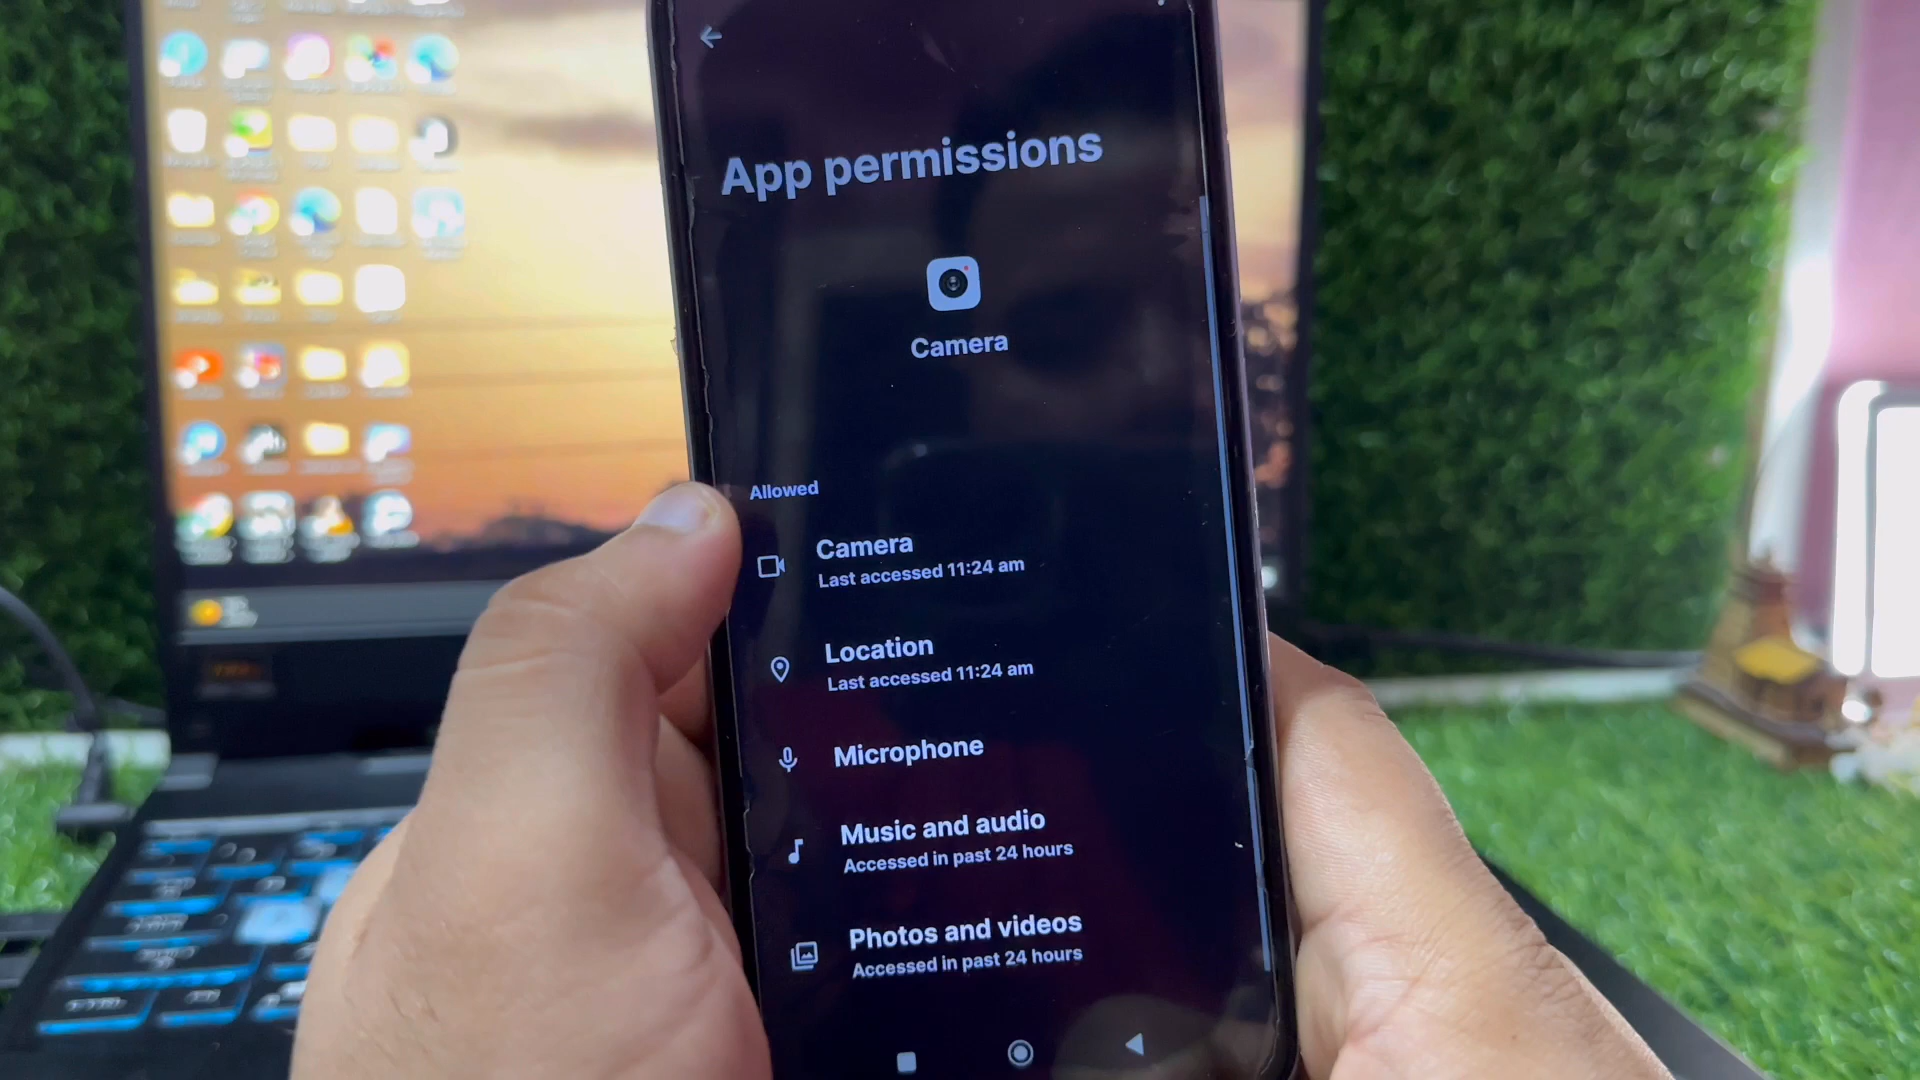 App permissions
Camera
Allowed
Camera
Last accessed 11:24 am
Location
Last accessed 11:24 am
Microphone
Music and audio
Accessed in past 24 hours
Photos and videos
Accessed in past 24 hours